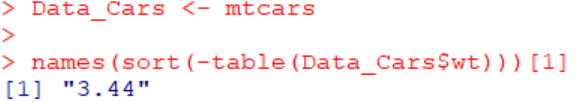 > Data_Cars <- mtcars
>
> names(sort(-table(Data_Cars$wt)))[1]
[1] "3.44"